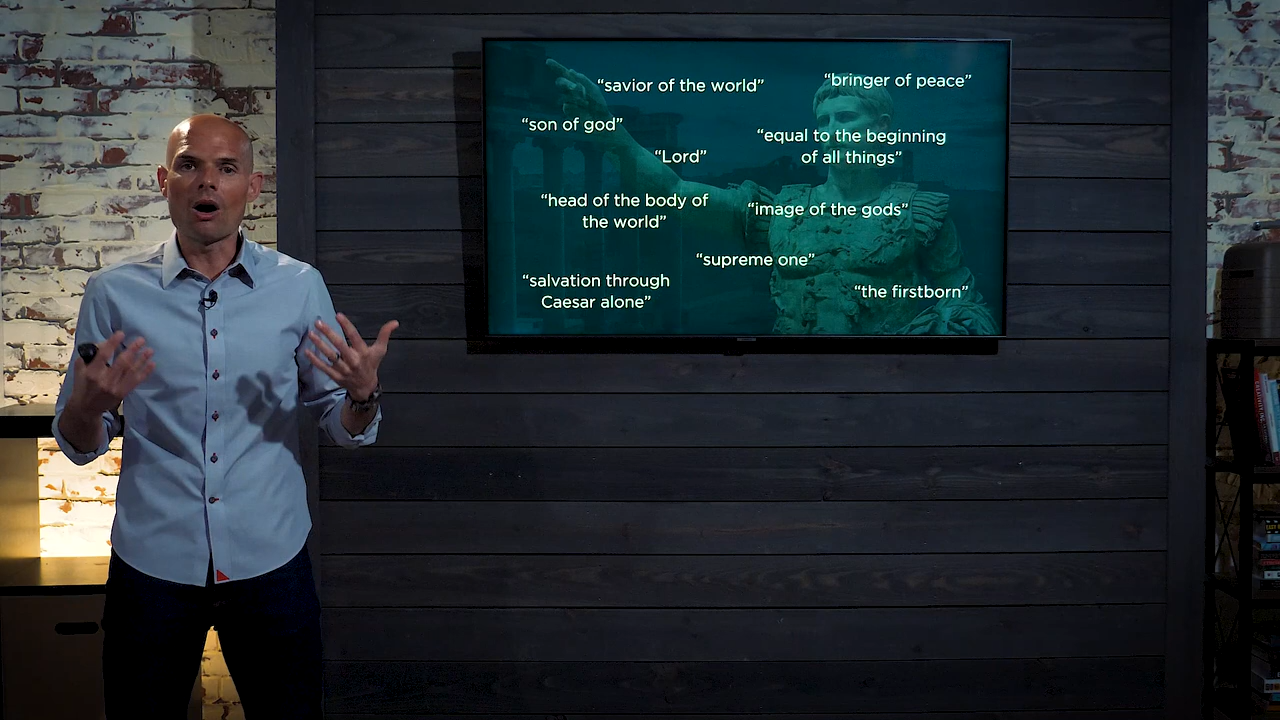 “savior of the world”
“bringer of peace”
“son of god”
“equal to the beginning
of all things”
“Lord”
“head of the body of
the world”
“image of the gods”
“supreme one”
“salvation through
Caesar alone”
“the firstborn”